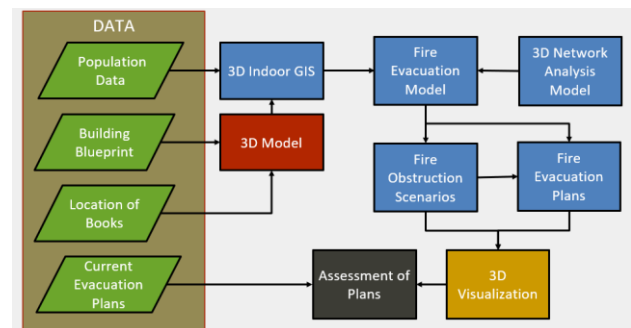 DATA
Population
Data
3D Indoor GIS
Fire
Evacuation
Model
3D Network
Analysis
Model
Building
Blueprint
3D Model
Fire
Obstruction
Scenarios
Fire
Evacuation
Plans
Location of
Books
Current
Evacuation
Plans
Assessment of
Plans
3D
Visualization